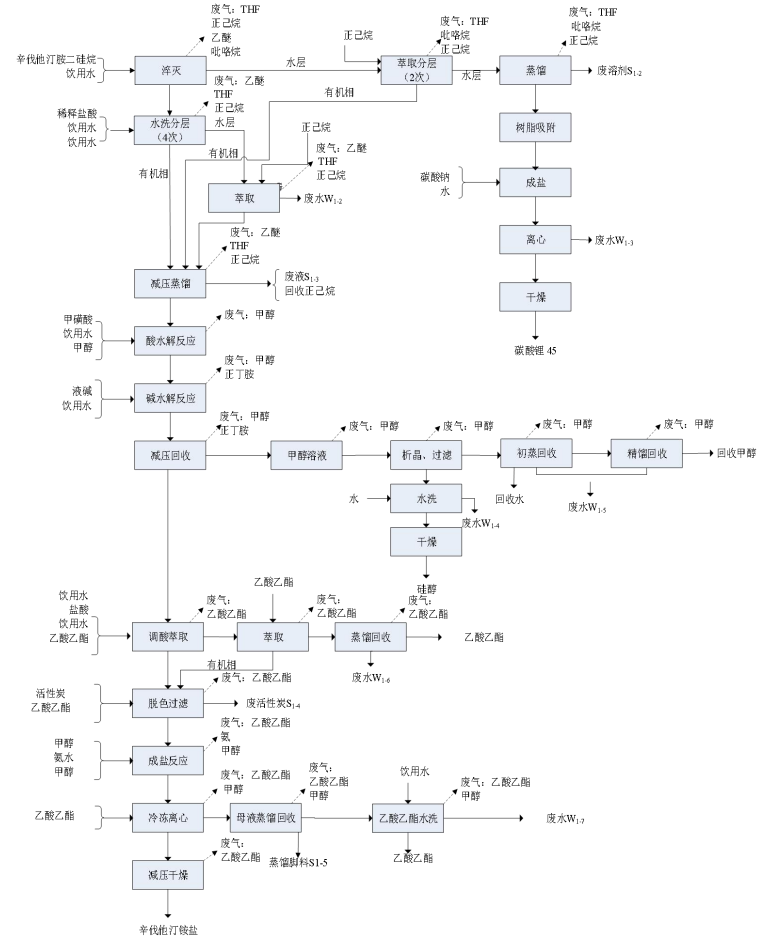 废气：THF
正己烷
乙醚
吡咯烷
正己烷
废气：THF
吡咯烷
正己烷
废气：THF
吡咯烷
正己烷
辛伐他汀胺二硅烷
饮用水
淬灭
水层
萃取分层
（2次）
水层
蒸馏
废溶剂S1-2
废气：乙醚
THF
正己烷
有机相
稀释盐酸
饮用水
饮用水
水洗分层
（4次）
水层
正己烷
树脂吸附
有机相
有机相
废气：乙醚
THF
正己烷
碳酸钠
水
成盐
萃取
废水W1-2
废气：乙醚
THF
正己烷
离心
废水W1-3
减压蒸馏
废液S1-3
回收正己烷
干燥
甲磺酸
饮用水
甲醇
酸水解反应
废气：甲醇
碳酸锂 45
废气：甲醇
正丁胺
液碱
饮用水
碱水解反应
废气：甲醇
正丁胺
废气：甲醇
废气：甲醇
废气：甲醇
废气：甲醇
减压回收
甲醇溶液
析晶、过滤
初蒸回收
精馏回收
回收甲醇
水
水洗
废水W1-4
回收水
废水W1-5
干燥
硅醇
饮用水
盐酸
饮用水
乙酸乙酯
乙酸乙酯
废气：
乙酸乙酯
废气：
乙酸乙酯
废气：
乙酸乙酯
调酸萃取
萃取
蒸馏回收
乙酸乙酯
有机相
废水W1-6
废气：乙酸乙酯
活性炭
乙酸乙酯
脱色过滤
废活性炭S1-4
废气：乙酸乙酯
氨
甲醇
甲醇
氨水
甲醇
成盐反应
废气：乙酸乙酯
甲醇
废气：
乙酸乙酯
甲醇
饮用水
废气：乙酸乙酯
甲醇
乙酸乙酯
冷冻离心
母液蒸馏回收
乙酸乙酯水洗
废水W1-7
废气：
乙酸乙酯
蒸馏脚料S1-5
乙酸乙酯
减压干燥
辛伐他汀铵盐